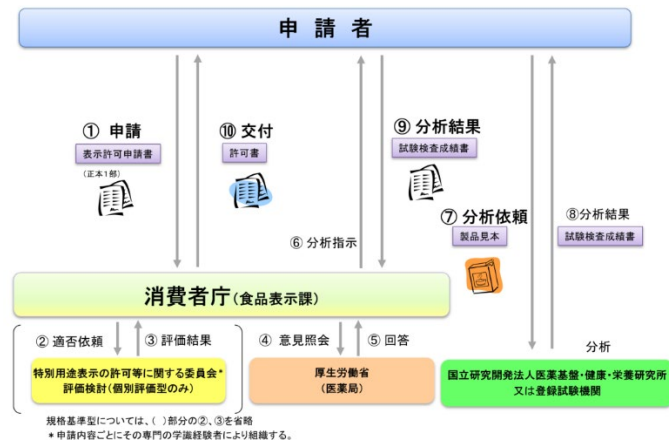 申請者
① 申請
表示許可申請書
(正本1部)
⑩ 交付
許可書
⑨ 分析結果
試験検査成績書
⑦ 分析依頼
製品見本
⑧分析結果
試験検査成績書
⑥ 分析指示
消費者庁(食品表示課)
② 適否依頼
③ 評価結果
④ 意見照会
⑤ 回答
分析
特別用途表示の許可等に関する委員会*
評価検討(個別評価型のみ)
厚生労働省
(医薬局)
国立研究開発法人医薬基盤・健康・栄養研究所
又は登録試験機関
規格基準型については、( )部分の②、③を省略
* 申請内容ごとにその専門の学識経験者により組織する。